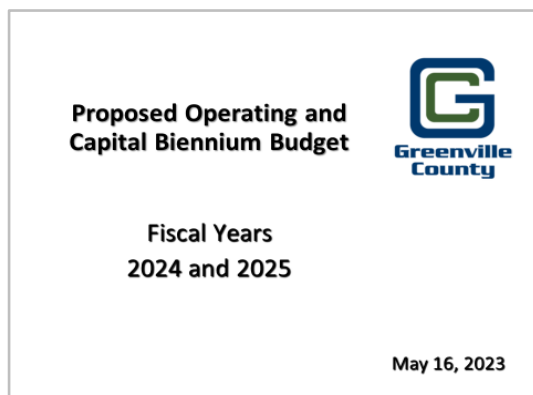 Proposed Operating and
Capital Biennium Budget
Greenville
County
Fiscal Years
2024 and 2025
May 16, 2023